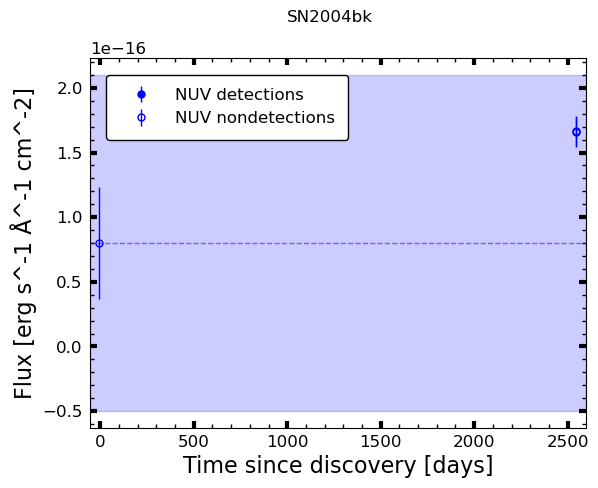 SN2004bk
1e−16
2.0
1.5
1.0
0.5
0.0
−0.5
Flux [erg s^-1 Å^-1 cm^-2]
NUV detections
NUV nondetections
0
500
1000
1500
2000
2500
Time since discovery [days]